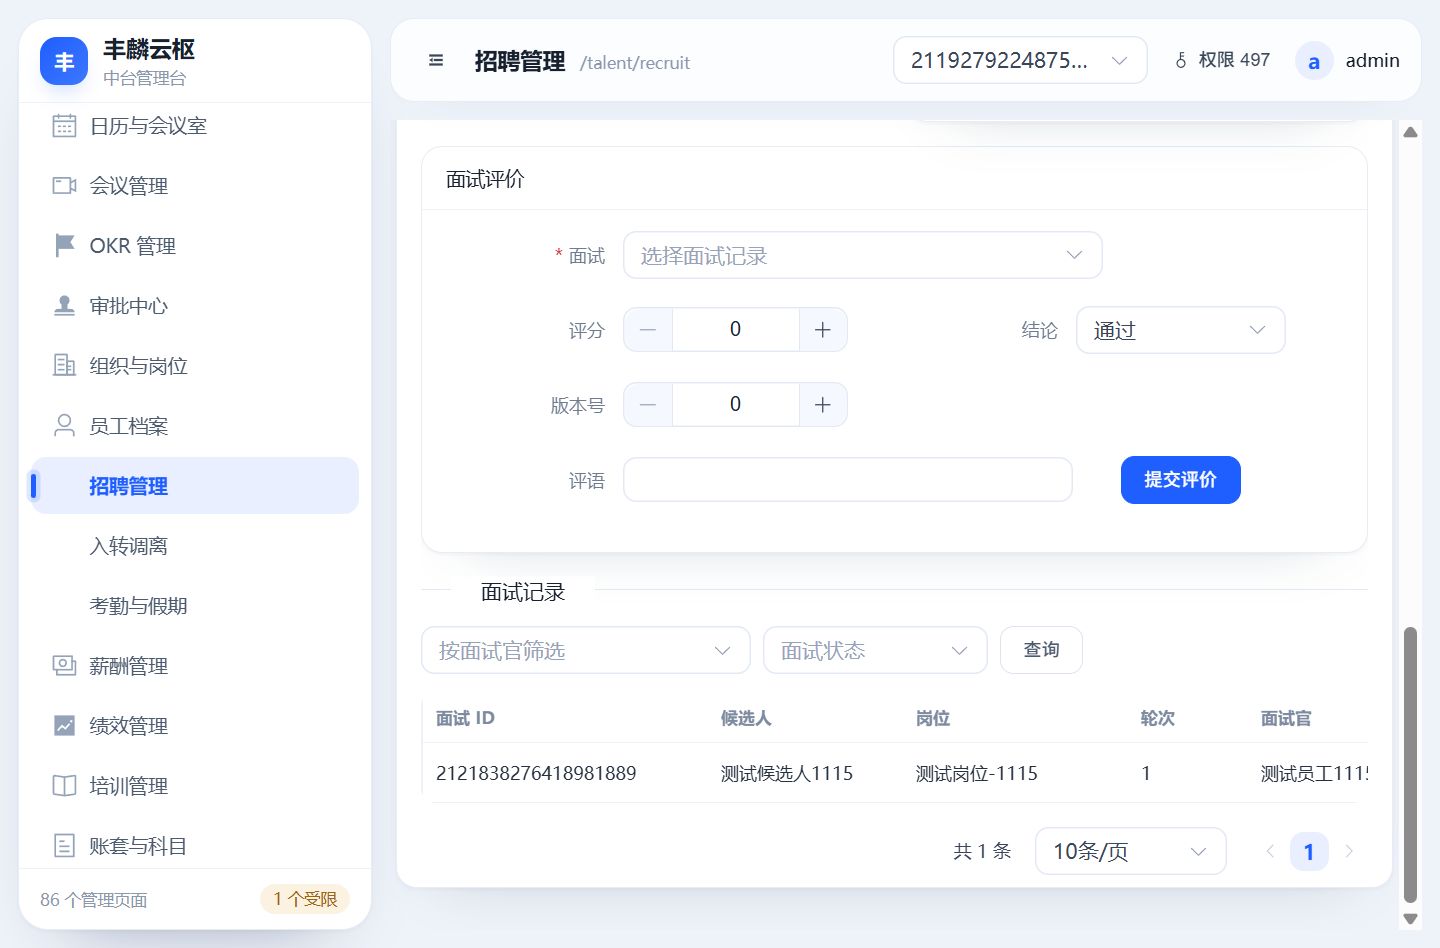 丰
丰麟云枢
中台管理台
日历与会议室
会议管理
OKR 管理
审批中心
组织与岗位
员工档案
招聘管理
入转调离
考勤与假期
薪酬管理
绩效管理
培训管理
账套与科目
86 个管理页面
1 个受限
招聘管理 /talent/recruit
2119279224875...
权限 497
a
admin
面试评价
* 面试
选择面试记录
评分
0
结论
通过
版本号
0
评语
提交评价
面试记录
按面试官筛选
面试状态
查询
面试 ID 候选人 岗位 轮次 面试官
2121838276418981889 测试候选人1115 测试岗位-1115 1 测试员工1115
共 1 条
10条/页
1